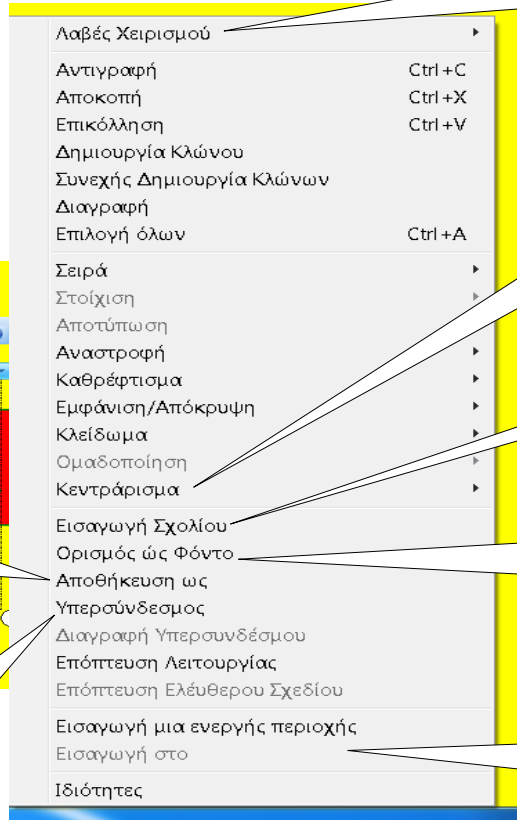 Λαβές Χειρισμού
Αντιγραφή Ctrl+C
Αποκοπή Ctrl+X
Επικόλληση Ctrl+V
Δημιουργία Κλώνου
Συνεχής Δημιουργία Κλώνων
Διαγραφή
Επιλογή όλων Ctrl+A
Σειρά
Στοίχιση
Αποτύπωση
Αναστροφή
Καθρέφτισμα
Εμφάνιση/Απόκρυψη
Κλείδωμα
Ομαδοποίηση
Κεντράρισμα
Εισαγωγή Σχολίου
Ορισμός ώς Φόντο
Αποθήκευση ως
Υπερσύνδεσμος
Διαγραφή Υπερσυνδέσμου
Επόπτευση Λειτουργίας
Επόπτευση Ελέυθερου Σχεδίου
Εισαγωγή μια ενεργής περιοχής
Εισαγωγή στο
Ιδιότητες